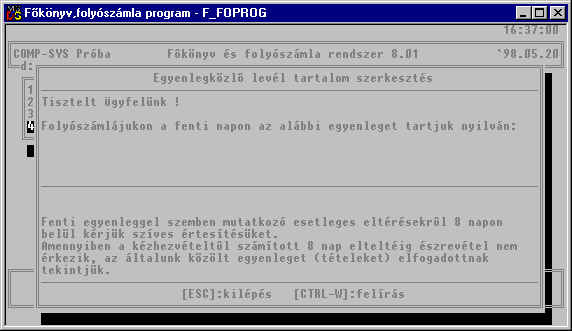 Főkönyv,folyószámla program - F_FOPROG
16:37:00
COMP-SYS Próba Fôkönyv és folyószámla rendszer 8.01 `98.05.20
d:
Egyenlegközlô levél tartalom szerkesztés
1
2
3
4
Tisztelt Ügyfelünk !
Folyószámlájukon a fenti napon az alábbi egyenleget tartjuk nyilván:
Fenti egyenleggel szemben mutatkozó esetleges eltérésekrôl 8 napon
belül kérjük szíves értesítésüket.
Amennyiben a kézhezvételtôl számított 8 nap elteltéig észrevétel nem
érkezik, az általunk közölt egyenleget (tételeket) elfogadottnak
tekintjük.
[ESC]:kilépés [CTRL-W]:felírás